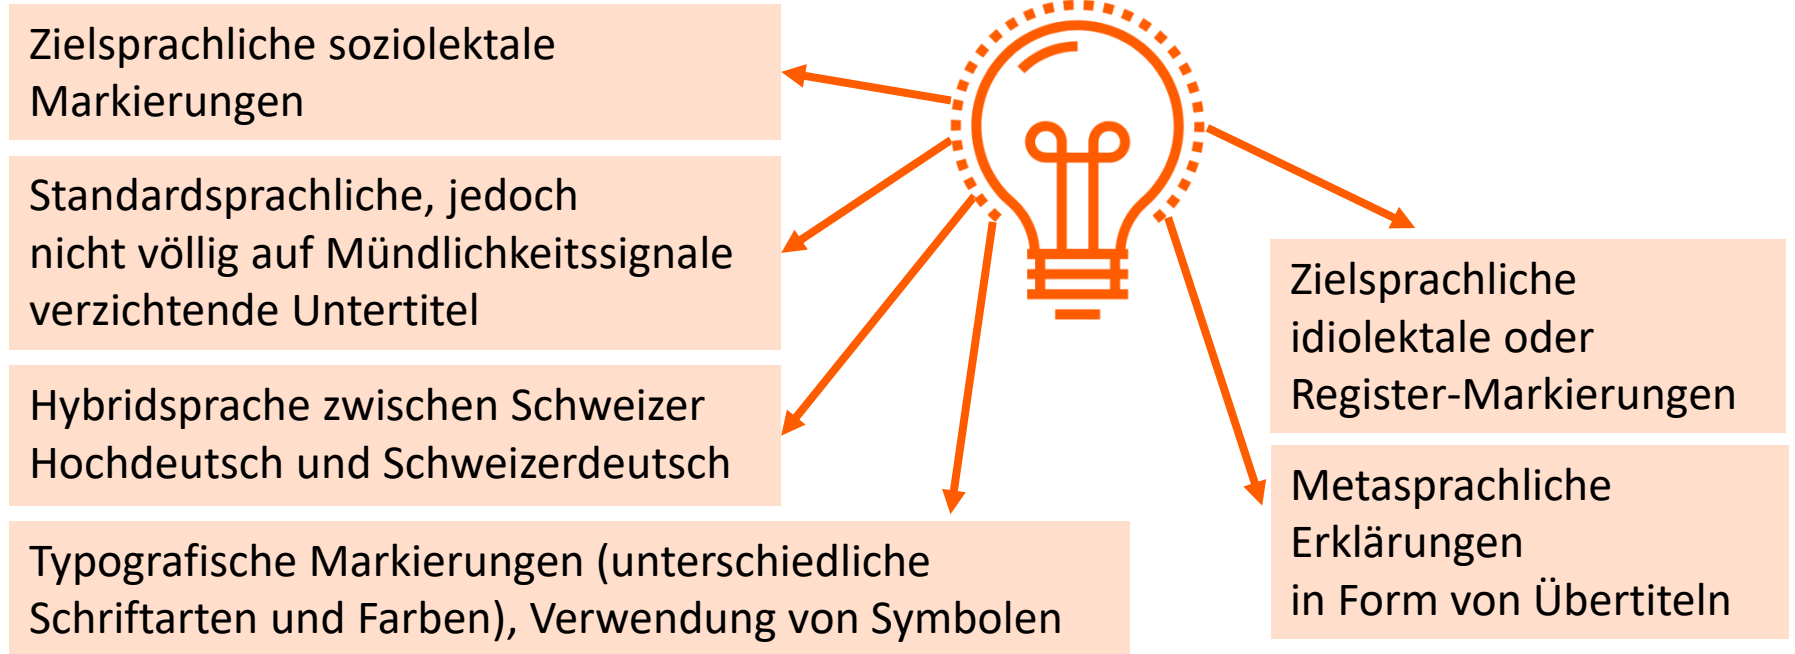 Zielsprachliche soziolektale
Markierungen
Standardsprachliche, jedoch
nicht völlig auf Mündlichkeitssignale
verzichtende Untertitel
Hybridsprache zwischen Schweizer
Hochdeutsch und Schweizerdeutsch
Typografische Markierungen (unterschiedliche
Schriftarten und Farben), Verwendung von Symbolen
Zielsprachliche
idiolektale oder
Register-Markierungen
Metasprachliche
Erklärungen
in Form von Übertiteln